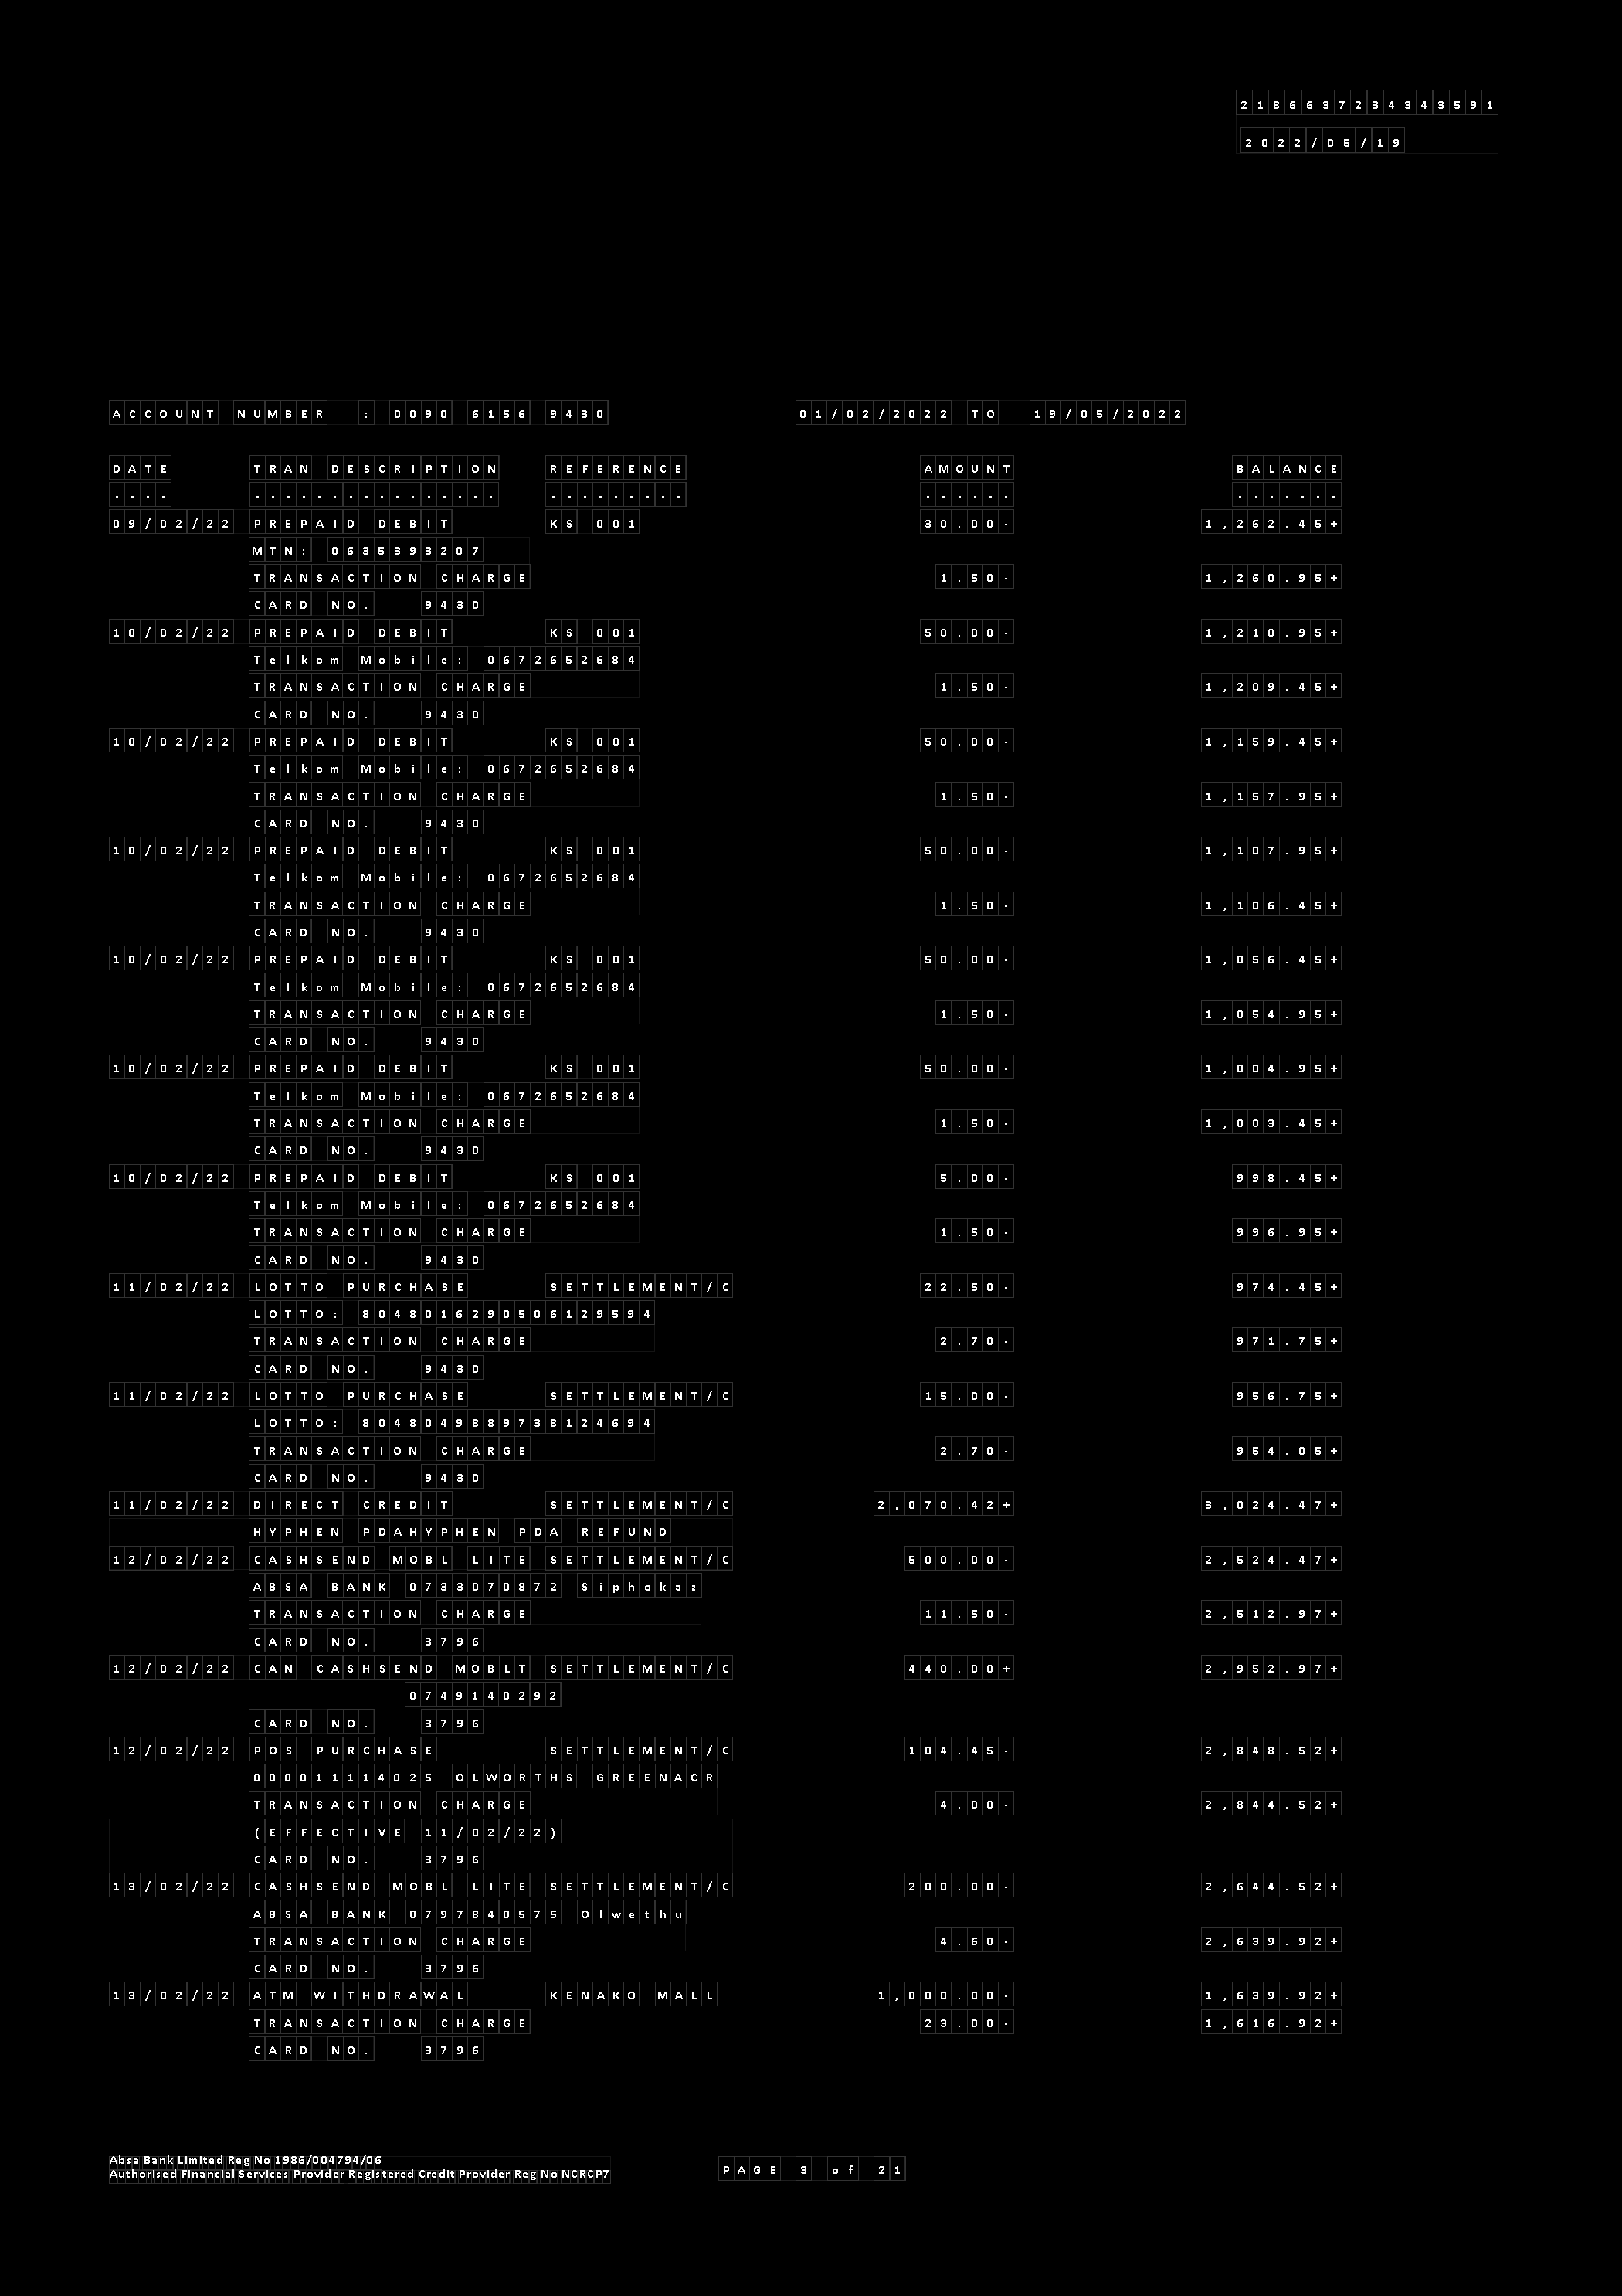 2186637234343591
2022/05/19
ACCOUNT NUMBER : 0090 6156 9430 01/02/2022 TO 19/05/2022
DATE TRAN DESCRIPTION REFERENCE AMOUNT BALANCE
---- ---------------- --------- ------ -------
09/02/22 PREPAID DEBIT KS 001 30.00- 1,262.45+
MTN: 0635393207
TRANSACTION CHARGE 1.50- 1,260.95+
CARD NO. 9430
10/02/22 PREPAID DEBIT KS 001 50.00- 1,210.95+
Telkom Mobile: 0672652684
TRANSACTION CHARGE 1.50- 1,209.45+
CARD NO. 9430
10/02/22 PREPAID DEBIT KS 001 50.00- 1,159.45+
Telkom Mobile: 0672652684
TRANSACTION CHARGE 1.50- 1,157.95+
CARD NO. 9430
10/02/22 PREPAID DEBIT KS 001 50.00- 1,107.95+
Telkom Mobile: 0672652684
TRANSACTION CHARGE 1.50- 1,106.45+
CARD NO. 9430
10/02/22 PREPAID DEBIT KS 001 50.00- 1,056.45+
Telkom Mobile: 0672652684
TRANSACTION CHARGE 1.50- 1,054.95+
CARD NO. 9430
10/02/22 PREPAID DEBIT KS 001 50.00- 1,004.95+
Telkom Mobile: 0672652684
TRANSACTION CHARGE 1.50- 1,003.45+
CARD NO. 9430
10/02/22 PREPAID DEBIT KS 001 5.00- 998.45+
Telkom Mobile: 0672652684
TRANSACTION CHARGE 1.50- 996.95+
CARD NO. 9430
11/02/22 LOTTO PURCHASE SETTLEMENT/C 22.50- 974.45+
LOTTO: 8048016290506129594
TRANSACTION CHARGE 2.70- 971.75+
CARD NO. 9430
11/02/22 LOTTO PURCHASE SETTLEMENT/C 15.00- 956.75+
LOTTO: 8048049889738124694
TRANSACTION CHARGE 2.70- 954.05+
CARD NO. 9430
11/02/22 DIRECT CREDIT SETTLEMENT/C 2,070.42+ 3,024.47+
HYPHEN PDAHYPHEN PDA REFUND
12/02/22 CASHSEND MOBL LITE SETTLEMENT/C 500.00- 2,524.47+
ABSA BANK 0733070872 Siphokaz
TRANSACTION CHARGE 11.50- 2,512.97+
CARD NO. 3796
12/02/22 CAN CASHSEND MOBLT SETTLEMENT/C 440.00+ 2,952.97+
0749140292
CARD NO. 3796
12/02/22 POS PURCHASE SETTLEMENT/C 104.45- 2,848.52+
000011114025 OLWORTHS GREENACR
TRANSACTION CHARGE 4.00- 2,844.52+
(EFFECTIVE 11/02/22)
CARD NO. 3796
13/02/22 CASHSEND MOBL LITE SETTLEMENT/C 200.00- 2,644.52+
ABSA BANK 0797840575 Olwethu
TRANSACTION CHARGE 4.60- 2,639.92+
CARD NO. 3796
13/02/22 ATM WITHDRAWAL KENAKO MALL 1,000.00- 1,639.92+
TRANSACTION CHARGE 23.00- 1,616.92+
CARD NO. 3796
Absa Bank Limited Reg No 1986/004794/06
Authorised Financial Services Provider Registered Credit Provider Reg No NCRCP7
PAGE 3 of 21